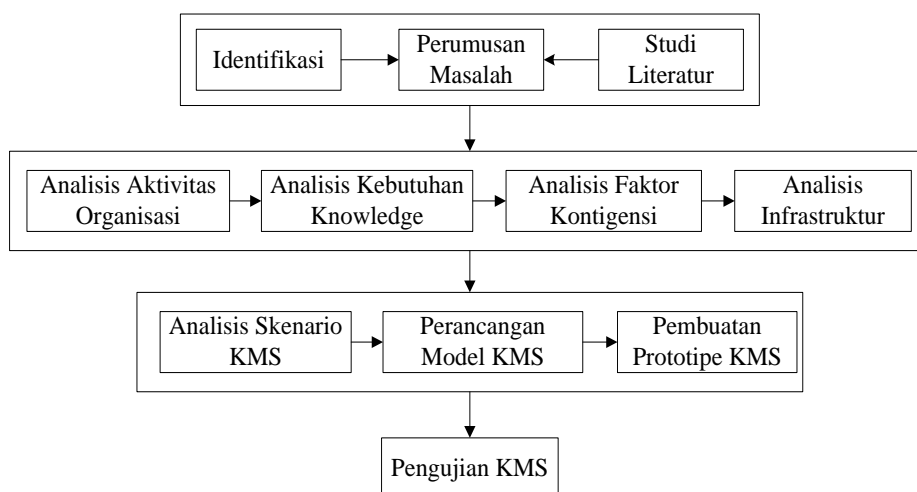 Identifikasi
Perumusan
Masalah
Studi
Literatur
Analisis Aktivitas
Organisasi
Analisis Kebutuhan
Knowledge
Analisis Faktor
Kontigensi
Analisis
Infrastruktur
Analisis Skenario
KMS
Perancangan
Model KMS
Pembuatan
Prototipe KMS
Pengujian KMS